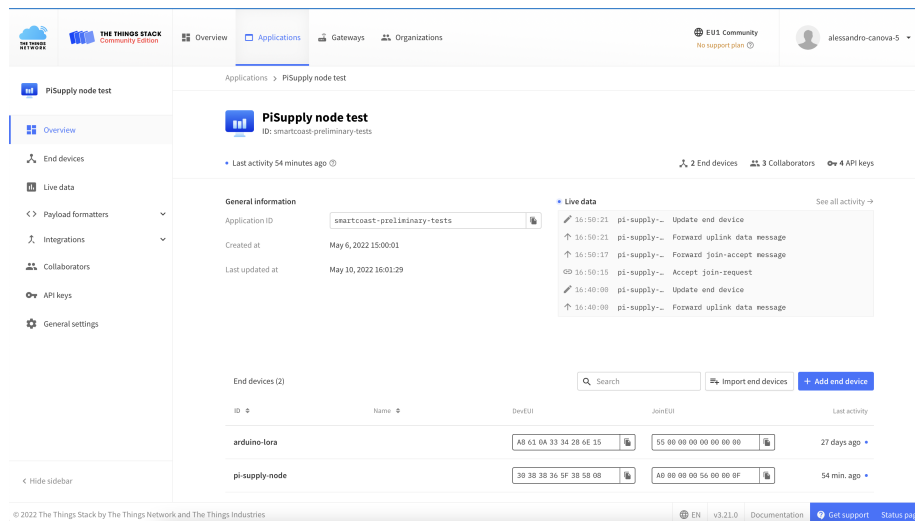 THE THINGS NETWORK
THE THINGS STACK
Community Edition
Overview
Applications
Gateways
Organizations
EU1 Community
No support plan
alessandro-canova-5
PiSupply node test
Applications > PiSupply node test
Overview
End devices
Live data
Payload formatters
Integrations
Collaborators
API keys
General settings
< Hide sidebar
PiSupply node test
ID: smartcoast-preliminary-tests
Last activity 54 minutes ago
2 End devices
3 Collaborators
4 API keys
General information
Application ID smartcoast-preliminary-tests
Created at May 6, 2022 15:00:01
Last updated at May 10, 2022 16:01:29
Live data
See all activity →
16:50:21 pi-supply-… Update end device
16:50:21 pi-supply-… Forward uplink data message
16:50:17 pi-supply-… Forward join-accept message
16:50:15 pi-supply-… Accept join-request
16:40:00 pi-supply-… Update end device
16:40:00 pi-supply-… Forward uplink data message
End devices (2)
Search
Import end devices
+ Add end device
ID Name DevEUI JoinEUI Last activity
arduino-lora A8 61 0A 33 34 28 6E 15 55 00 00 00 00 00 00 00 27 days ago
pi-supply-node 30 38 38 36 5F 38 58 08 A0 00 00 00 56 00 00 0F 54 min. ago
© 2022 The Things Stack by The Things Network and The Things Industries
EN
v3.21.0
Documentation
Get support
Status pag